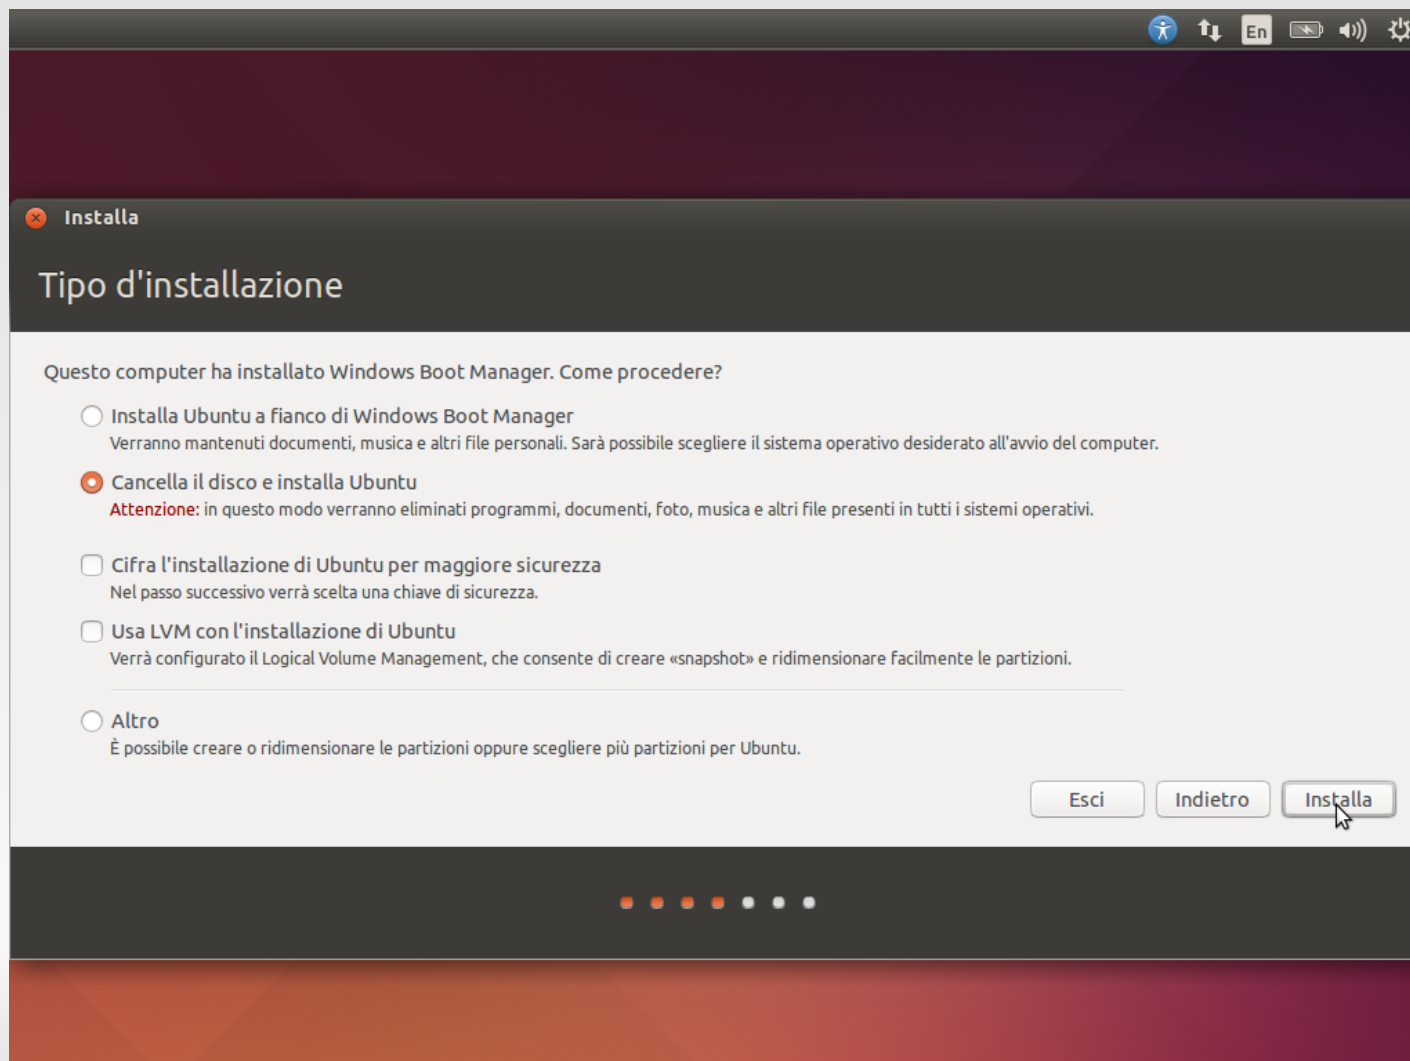 En
Installa
Tipo d'installazione
Questo computer ha installato Windows Boot Manager. Come procedere?
Installa Ubuntu a fianco di Windows Boot Manager
Verranno mantenuti documenti, musica e altri file personali. Sarà possibile scegliere il sistema operativo desiderato all'avvio del computer.
Cancella il disco e installa Ubuntu
Attenzione: in questo modo verranno eliminati programmi, documenti, foto, musica e altri file presenti in tutti i sistemi operativi.
Cifra l'installazione di Ubuntu per maggiore sicurezza
Nel passo successivo verrà scelta una chiave di sicurezza.
Usa LVM con l'installazione di Ubuntu
Verrà configurato il Logical Volume Management, che consente di creare «snapshot» e ridimensionare facilmente le partizioni.
Altro
È possibile creare o ridimensionare le partizioni oppure scegliere più partizioni per Ubuntu.
Esci Indietro Installa